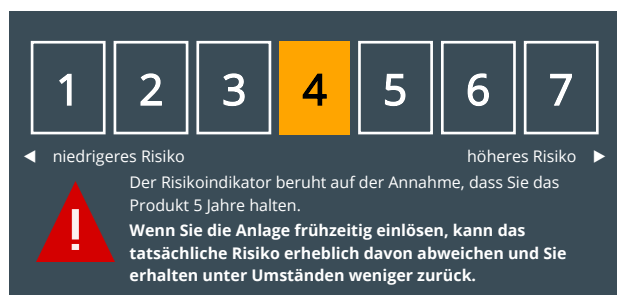 1 2 3 4 5 6 7
◄ niedrigeres Risiko höheres Risiko ►
Der Risikoindikator beruht auf der Annahme, dass Sie das
Produkt 5 Jahre halten.
Wenn Sie die Anlage frühzeitig einlösen, kann das
tatsächliche Risiko erheblich davon abweichen und Sie
erhalten unter Umständen weniger zurück.
!